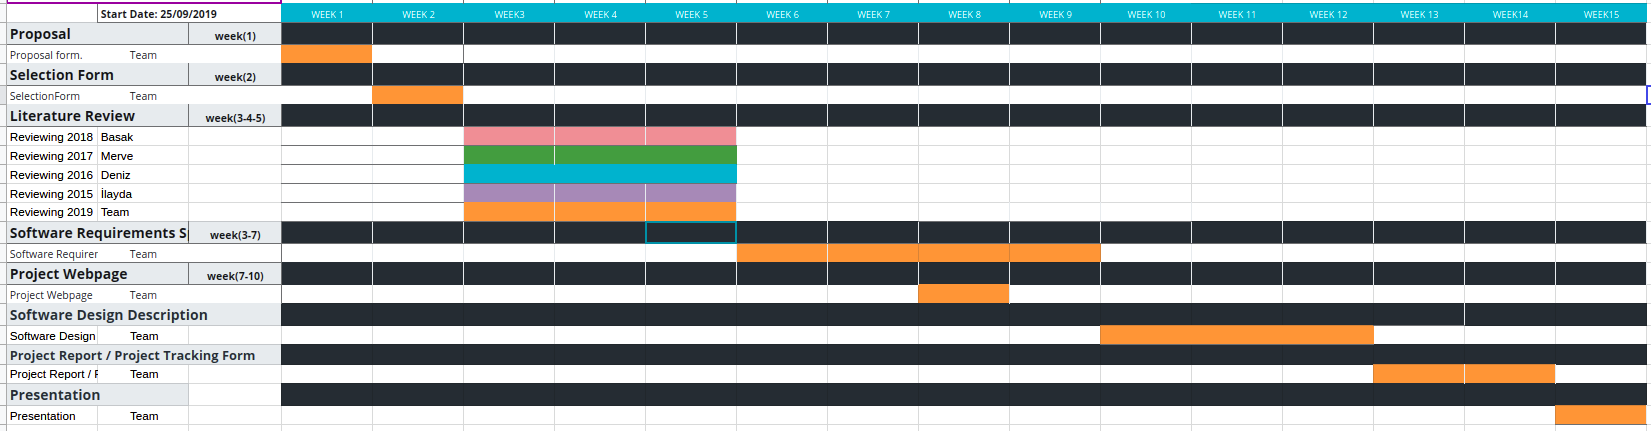 Start Date: 25/09/2019 WEEK 1 WEEK 2 WEEK3 WEEK 4 WEEK 5 WEEK 6 WEEK 7 WEEK 8 WEEK 9 WEEK 10 WEEK 11 WEEK 12 WEEK 13 WEEK14 WEEK15
Proposal week(1)
Proposal form. Team
Selection Form week(2)
SelectionForm Team
Literature Review week(3-4-5)
Reviewing 2018 Basak
Reviewing 2017 Merve
Reviewing 2016 Deniz
Reviewing 2015 İlayda
Reviewing 2019 Team
Software Requirements S week(3-7)
Software Requirer Team
Project Webpage week(7-10)
Project Webpage Team
Software Design Description
Software Design Team
Project Report / Project Tracking Form
Project Report / Team
Presentation
Presentation Team